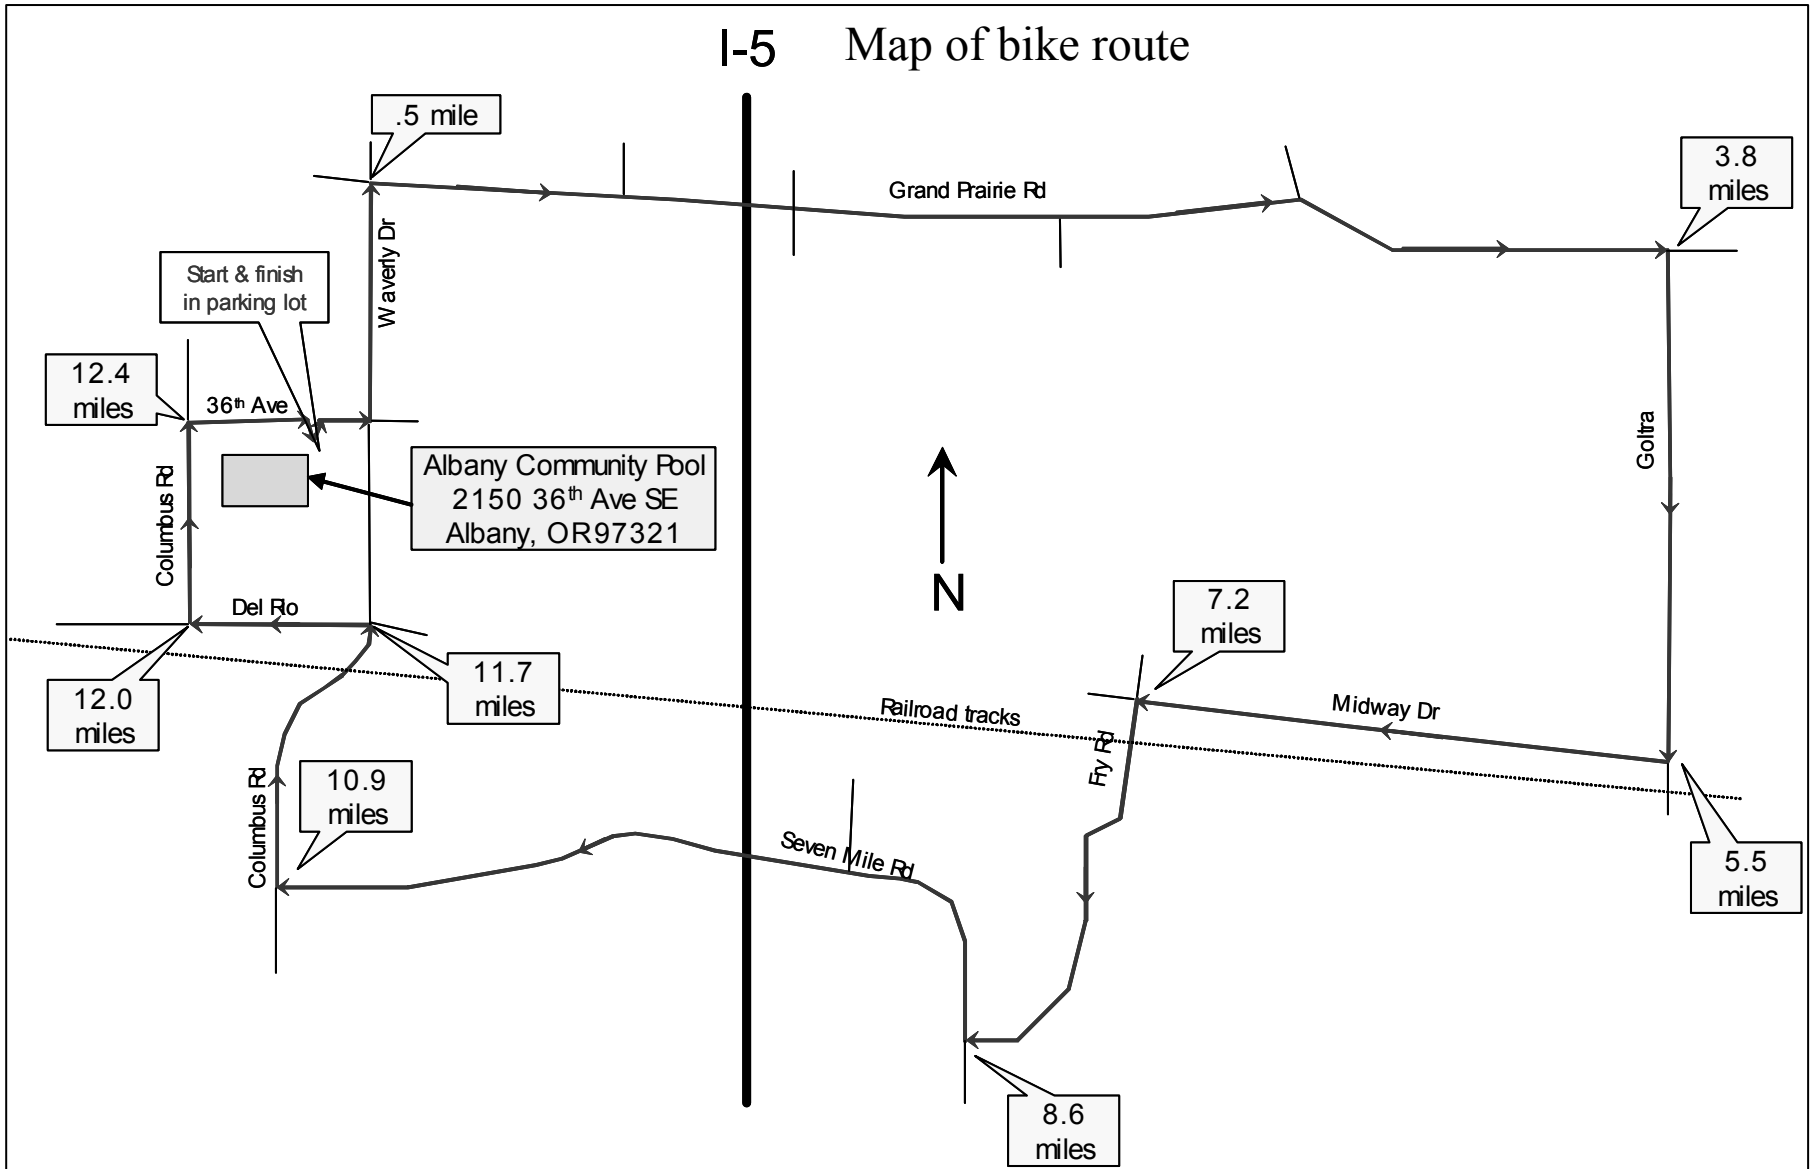 I-5
Map of bike route
.5 mile
3.8
miles
Grand Prairie Rd
Waverly Dr
Start & finish
in parking lot
12.4
miles
36th Ave
Goltra
Albany Community Pool
2150 36th Ave SE
Albany, OR97321
Columbus Rd
N
7.2
miles
Del Rio
11.7
miles
12.0
miles
Railroad tracks
Midway Dr
Fry Rd
10.9
miles
Columbus Rd
Seven Mile Rd
5.5
miles
8.6
miles